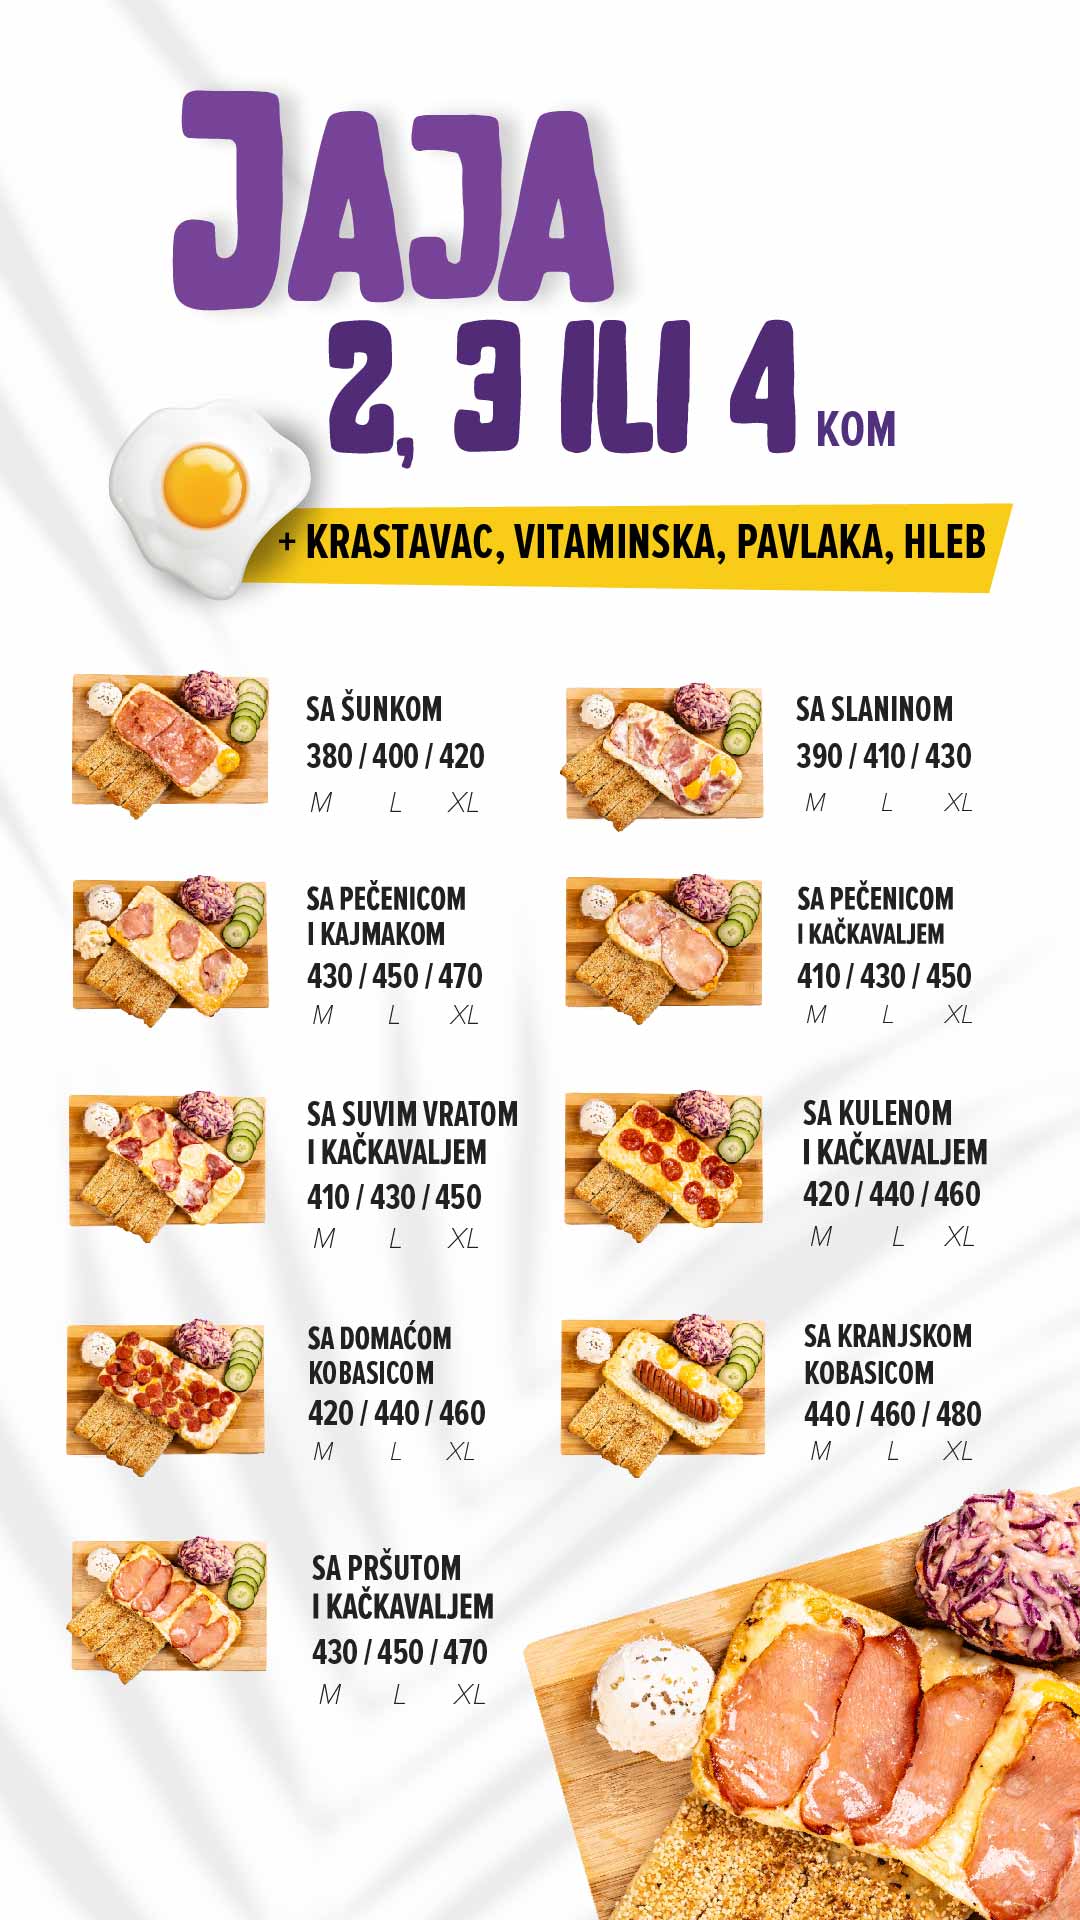 JAJA
2, 3 ILI 4 KOM
+ KRASTAVAC, VITAMINSKA, PAVLAKA, HLEB
SA ŠUNKOM
380 / 400 / 420
M L XL
SA SLANINOM
390 / 410 / 430
M L XL
SA PEČENICOM
I KAJMAKOM
430 / 450 / 470
M L XL
SA PEČENICOM
I KAČKAVALJEM
410 / 430 / 450
M L XL
SA SUVIM VRATOM
I KAČKAVALJEM
410 / 430 / 450
M L XL
SA KULENOM
I KAČKAVALJEM
420 / 440 / 460
M L XL
SA DOMAĆOM
KOBASICOM
420 / 440 / 460
M L XL
SA KRANJSKOM
KOBASICOM
440 / 460 / 480
M L XL
SA PRŠUTOM
I KAČKAVALJEM
430 / 450 / 470
M L XL